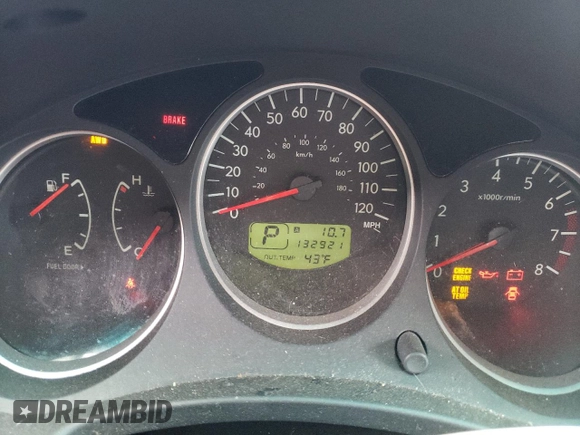 BRAKE
AWD
F
E
FUEL DOOR
H
C
0 10 20 30 40 50 60 70 80 90 100 110 120
20 40 60 80 100 120 140 160 180
km/h
MPH
P A 10.7
132921
OUT.TEMP 43°F
0 1 2 3 4 5 6 7 8
x1000r/min
CHECK ENGINE
AT OIL TEMP
DREAMBID